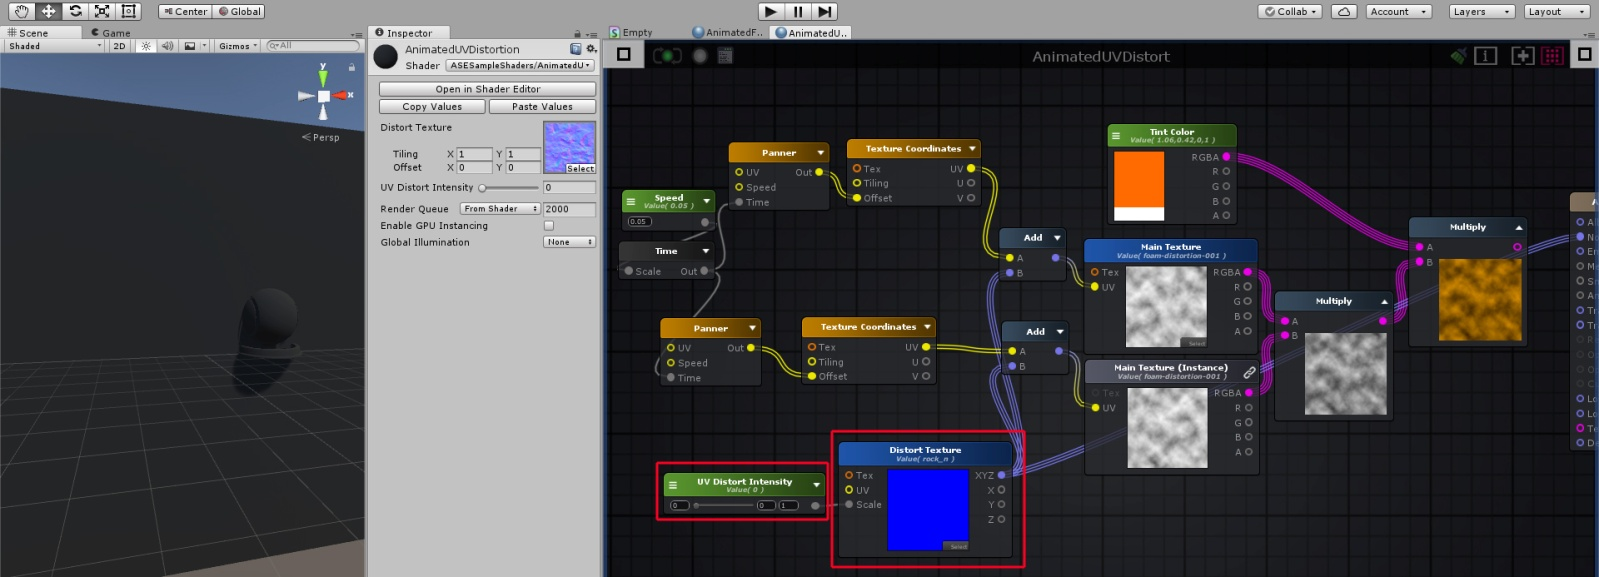 Center Global Collab Account Layers Layout
Scene Game
Shaded 2D Gizmos All
y
x
Persp
Inspector
AnimatedUVDistortion
Shader ASESampleShaders/AnimatedU
Open in Shader Editor
Copy Values Paste Values
Distort Texture
Tiling X 1 Y 1
Offset X 0 Y 0
Select
UV Distort Intensity 0
Render Queue From Shader 2000
Enable GPU Instancing
Global Illumination None
Empty AnimatedF.. AnimatedU..
AnimatedUVDistort
Speed
Value( 0.05 )
0.05
Time
Scale Out
Panner
UV Out
Speed
Time
Texture Coordinates
Tex UV
Tiling U
Offset V
Panner
UV Out
Speed
Time
Texture Coordinates
Tex UV
Tiling U
Offset V
Add
A
B
Add
A
B
Tint Color
Value( 1.06,0.42,0,1 )
RGBA
R
G
B
A
Main Texture
Value( foam-distortion-001 )
Tex RGBA
UV R
G
B
A
Select
Main Texture (Instance)
Value( foam-distortion-001 )
Tex RGBA
UV R
G
B
A
Multiply
A
B
Multiply
A
B
UV Distort Intensity
Value( 0 )
0 0 1
Distort Texture
Value( rock_n )
Tex XYZ
UV X
Scale Y
Z
Select